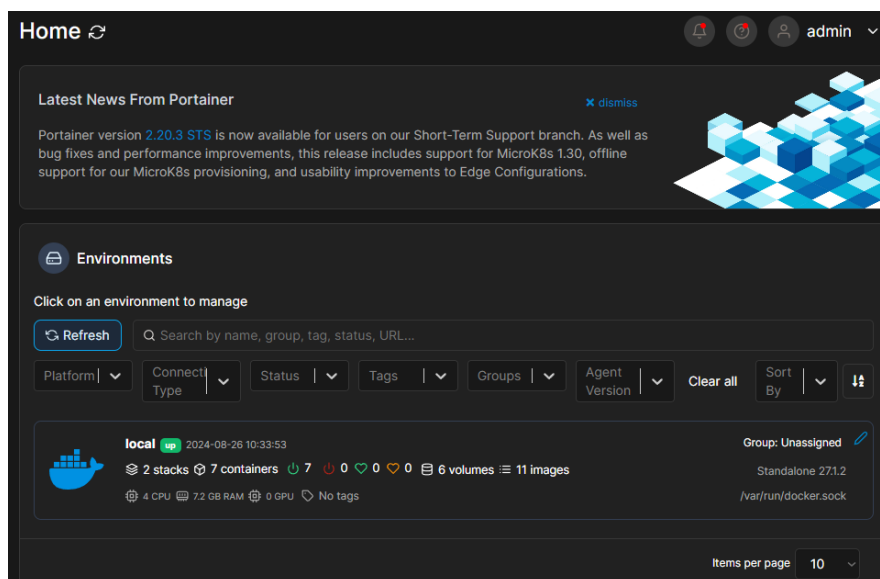 Home
admin
Latest News From Portainer
dismiss
Portainer version 2.20.3 STS is now available for users on our Short-Term Support branch. As well as
bug fixes and performance improvements, this release includes support for MicroK8s 1.30, offline
support for our MicroK8s provisioning, and usability improvements to Edge Configurations.
Environments
Click on an environment to manage
Refresh
Search by name, group, tag, status, URL...
Platform
Connecti
Type
Status
Tags
Groups
Agent
Version
Clear all
Sort
By
local up 2024-08-26 10:33:53
Group: Unassigned
2 stacks 7 containers 7 0 0 0 6 volumes 11 images
Standalone 27.1.2
4 CPU 7.2 GB RAM 0 GPU No tags
/var/run/docker.sock
Items per page 10